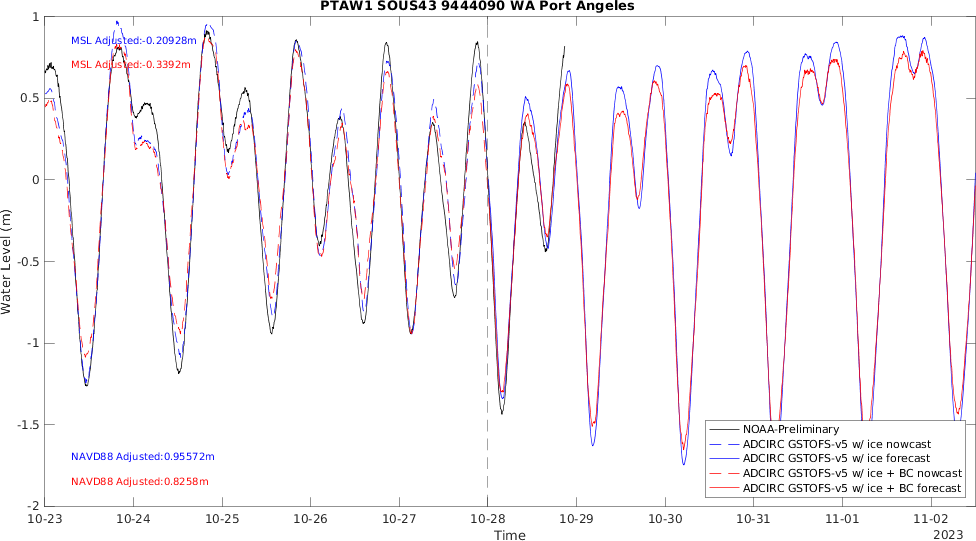 PTAW1 SOUS43 9444090 WA Port Angeles
MSL Adjusted:-0.20928m
MSL Adjusted:-0.3392m
NAVD88 Adjusted:0.95572m
NAVD88 Adjusted:0.8258m
1
0.5
0
-0.5
-1
-1.5
-2
Water Level (m)
NOAA-Preliminary
ADCIRC GSTOFS-v5 w/ ice nowcast
ADCIRC GSTOFS-v5 w/ ice forecast
ADCIRC GSTOFS-v5 w/ ice + BC nowcast
ADCIRC GSTOFS-v5 w/ ice + BC forecast
10-23 10-24 10-25 10-26 10-27 10-28 10-29 10-30 10-31 11-01 11-02
Time
2023